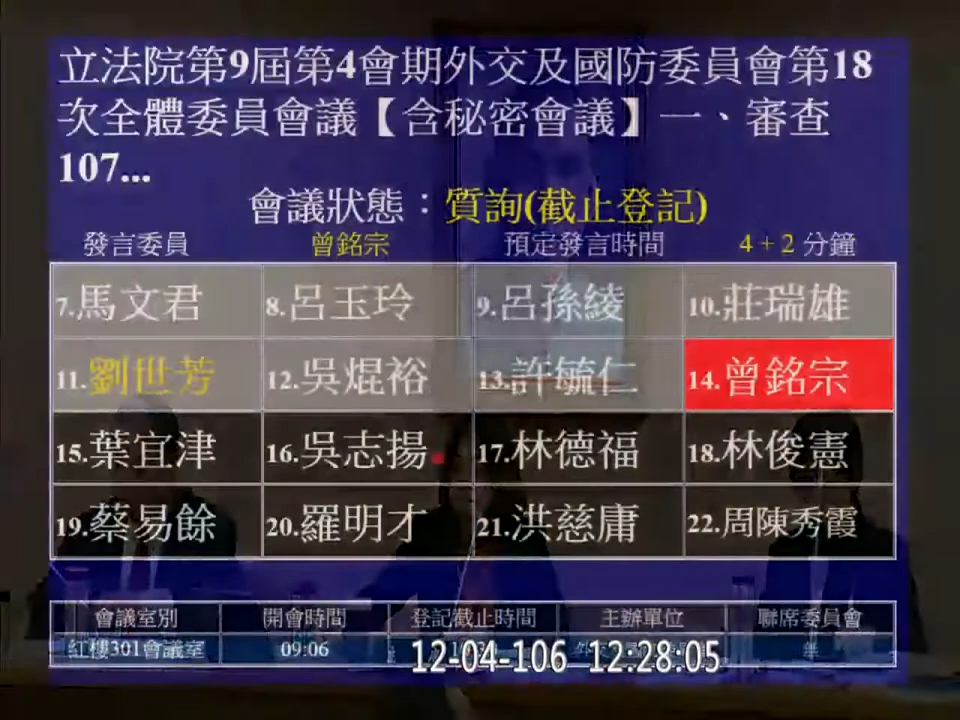 立法院第9屆第4會期外交及國防委員會第18
次全體委員會議【含秘密會議】一、審查
107...
會議狀態：質詢(截止登記)
發言委員 曾銘宗 預定發言時間 4 + 2 分鐘
7.馬文君 8.呂玉玲 9.呂孫綾 10.莊瑞雄
11.劉世芳 12.吳焜裕 13.許毓仁 14.曾銘宗
15.葉宜津 16.吳志揚 17.林德福 18.林俊憲
19.蔡易餘 20.羅明才 21.洪慈庸 22.周陳秀霞
會議室別 開會時間 登記截止時間 主辦單位 聯席委員會
紅樓301會議室 09:06
12-04-106 12:28:05